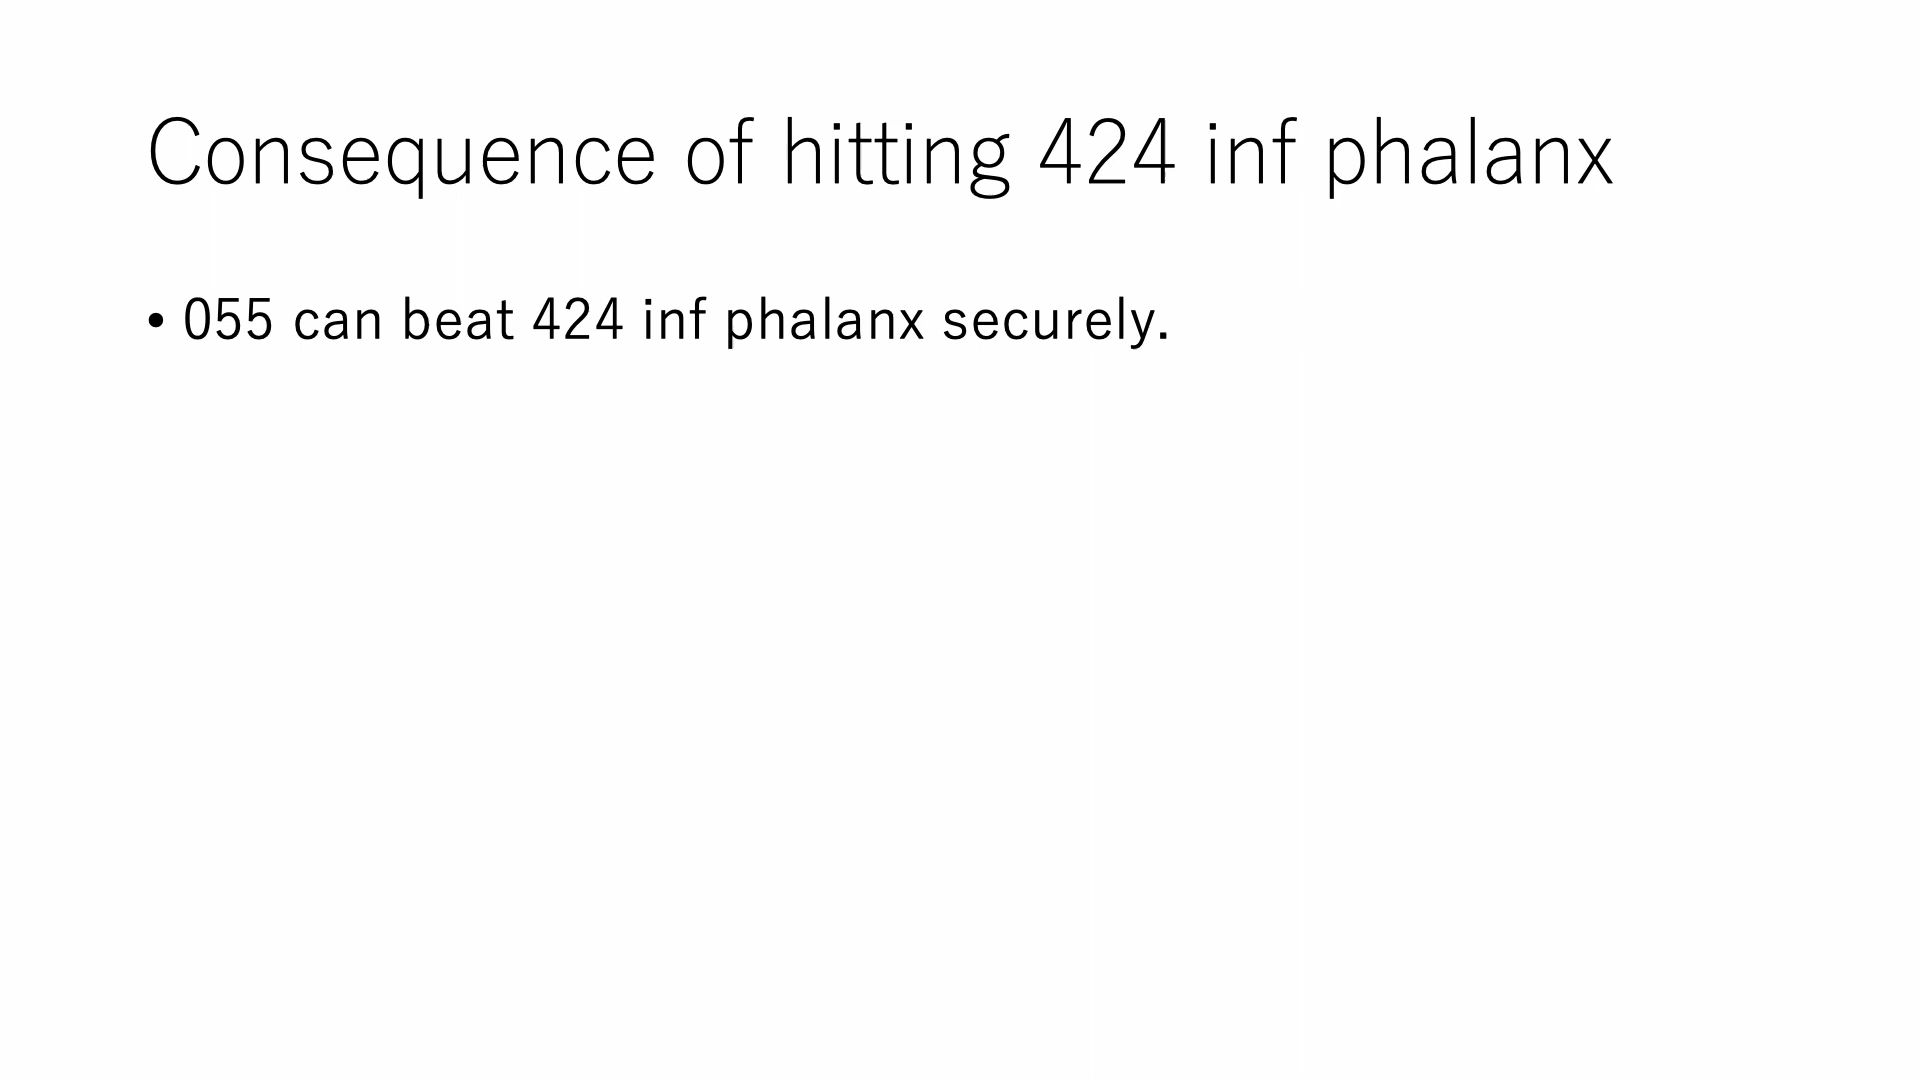 Consequence of hitting 424 inf phalanx
• 055 can beat 424 inf phalanx securely.